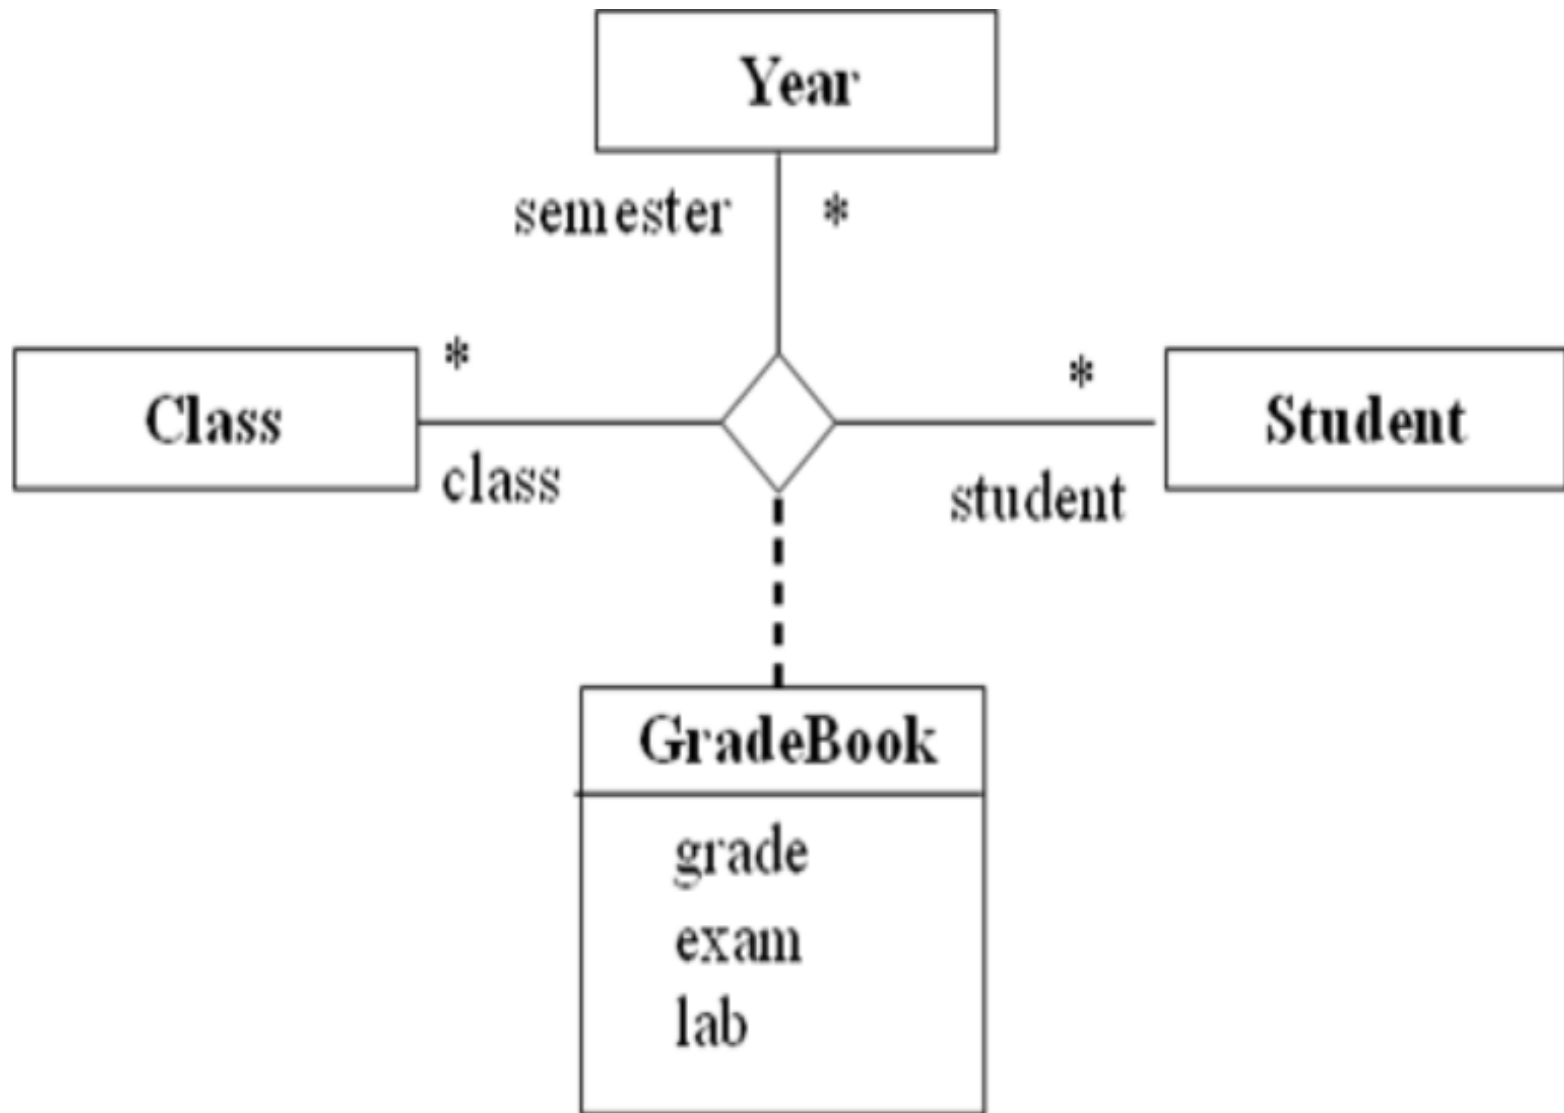 Year
semester
*
*
*
Class
Student
class
student
GradeBook
grade
exam
lab